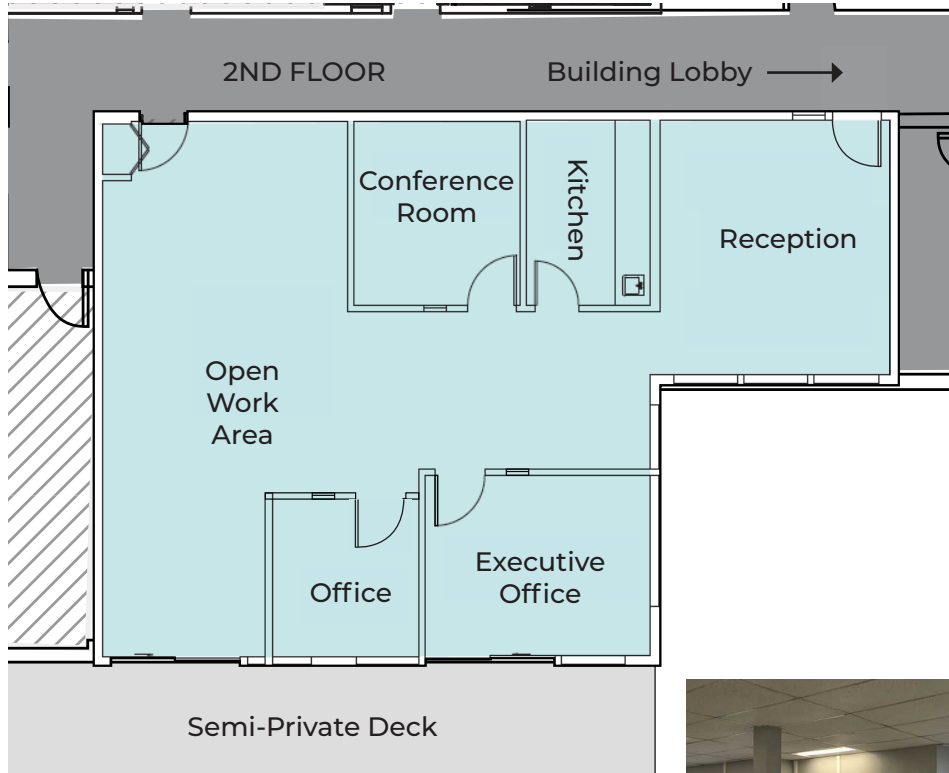 2ND FLOOR
Building Lobby
Conference
Room
Kitchen
Reception
Open
Work
Area
Executive
Office
Office
Semi-Private Deck